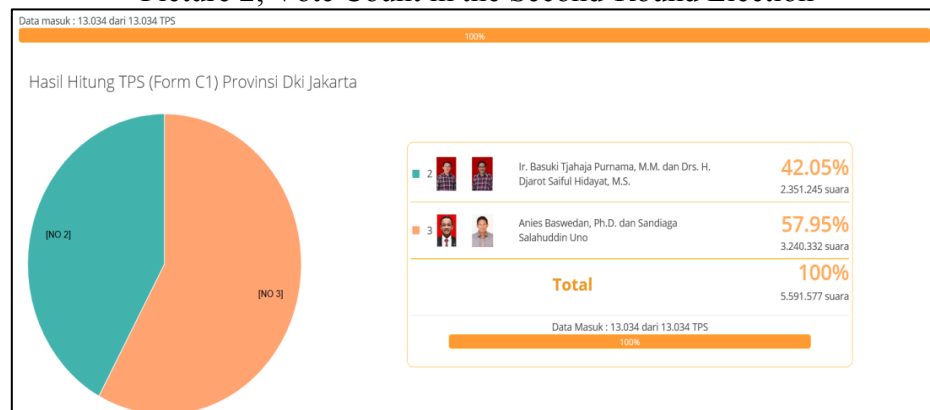 Picture 2; Vote Count in the Second Round Election
Data masuk : 13.034 dari 13.034 TPS
100%
Hasil Hitung TPS (Form C1) Provinsi Dki Jakarta
[NO 2]
[NO 3]
2
Ir. Basuki Tjahaja Purnama, M.M. dan Drs. H.
Djarot Saiful Hidayat, M.S.
42.05%
2.351.245 suara
3
Anies Baswedan, Ph.D. dan Sandiaga
Salahuddin Uno
57.95%
3.240.332 suara
Total
100%
5.591.577 suara
Data Masuk : 13.034 dari 13.034 TPS
100%